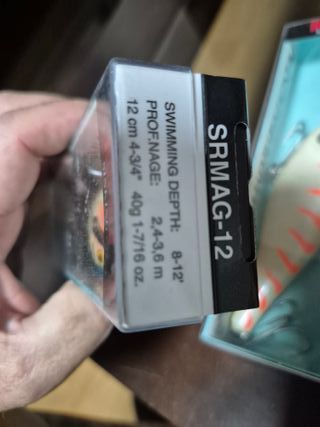 SRMAG-12
SWIMMING DEPTH: 8-12'
PROF.NAGE: 2,4-3,6 m
12 cm 4-3/4" 40g 1-7/16 oz.